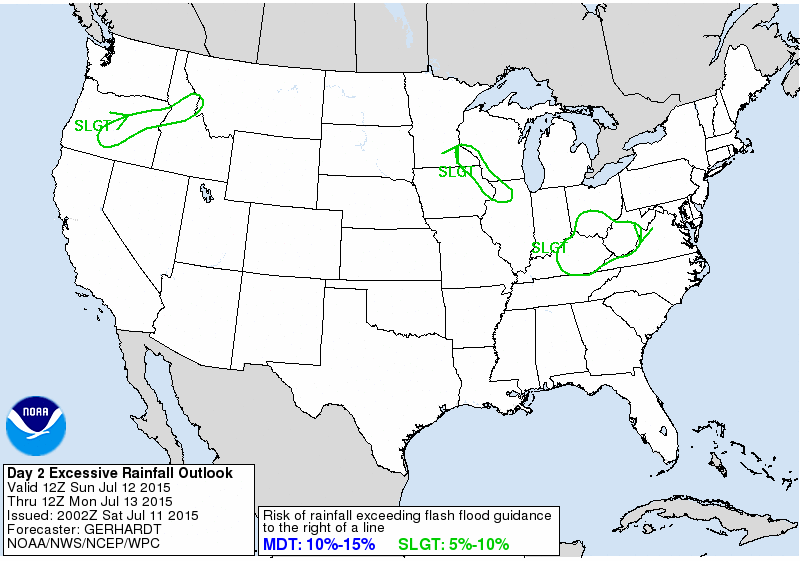 SLGT
SLGT
SLGT
NOAA
Day 2 Excessive Rainfall Outlook
Valid 12Z Sun Jul 12 2015
Thru 12Z Mon Jul 13 2015
Issued: 2002Z Sat Jul 11 2015
Forecaster: GERHARDT
NOAA/NWS/NCEP/WPC
Risk of rainfall exceeding flash flood guidance
to the right of a line
MDT: 10%-15% SLGT: 5%-10%